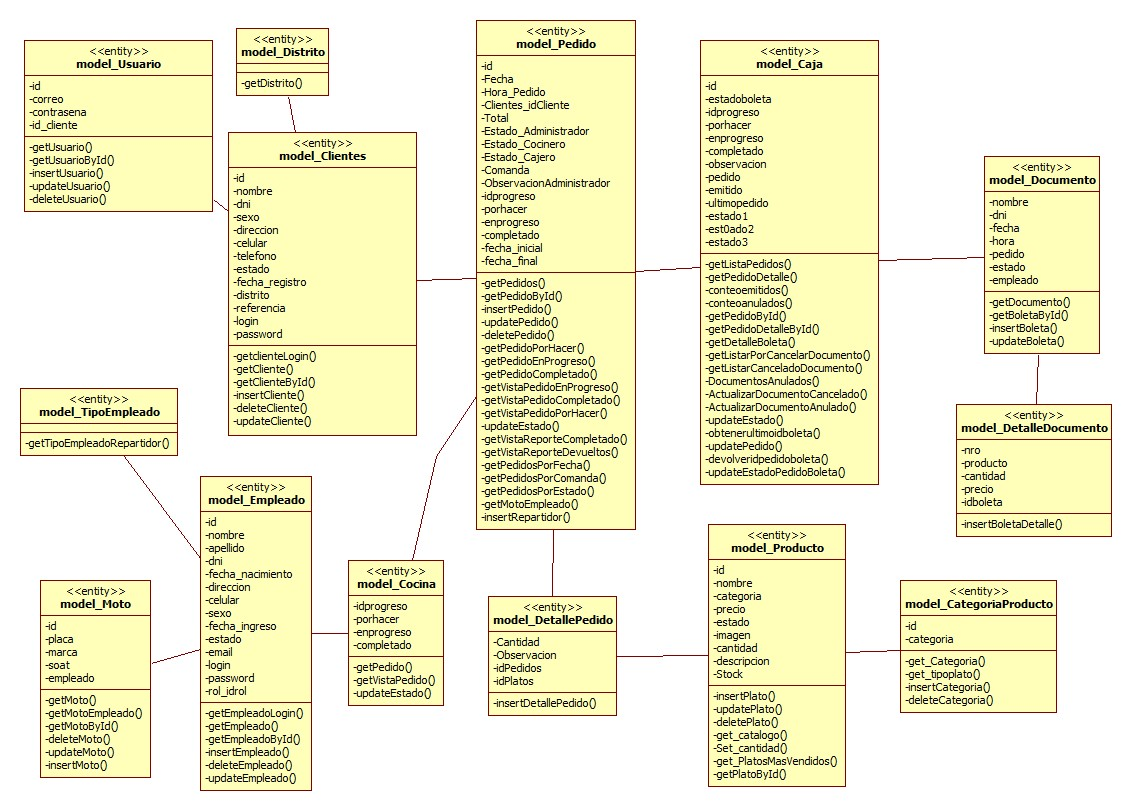 <<entity>>
model_Usuario
-id
-correo
-contrasena
-id_cliente
-getUsuario()
-getUsuarioById()
-insertUsuario()
-updateUsuario()
-deleteUsuario()
<<entity>>
model_Distrito
-getDistrito()
<<entity>>
model_Clientes
-id
-nombre
-dni
-sexo
-direccion
-celular
-telefono
-estado
-fecha_registro
-distrito
-referencia
-login
-password
-getclienteLogin()
-getCliente()
-getClienteById()
-insertCliente()
-deleteCliente()
-updateCliente()
<<entity>>
model_Pedido
-id
-Fecha
-Hora_Pedido
-Clientes_idCliente
-Total
-Estado_Administrador
-Estado_Cocinero
-Estado_Cajero
-Comanda
-ObservacionAdministrador
-idprogreso
-porhacer
-enprogreso
-completado
-fecha_inicial
-fecha_final
-getPedidos()
-getPedidoById()
-insertPedido()
-updatePedido()
-deletePedido()
-getPedidoPorHacer()
-getPedidoEnProgreso()
-getPedidoCompletado()
-getVistaPedidoEnProgreso()
-getVistaPedidoCompletado()
-getVistaPedidoPorHacer()
-updateEstado()
-getVistaReporteCompletado()
-getVistaReporteDevueltos()
-getPedidosPorFecha()
-getPedidosPorComanda()
-getPedidosPorEstado()
-getMotoEmpleado()
-insertRepartidor()
<<entity>>
model_Caja
-id
-estadoboleta
-idprogreso
-porhacer
-enprogreso
-completado
-observacion
-pedido
-emitido
-ultimopedido
-estado1
-est0ado2
-estado3
-getListaPedidos()
-getPedidoDetalle()
-conteoemitidos()
-conteoanulados()
-getPedidoById()
-getPedidoDetalleById()
-getDetalleBoleta()
-getListarPorCancelarDocumento()
-getListarCanceladoDocumento()
-DocumentosAnulados()
-ActualizarDocumentoCancelado()
-ActualizarDocumentoAnulado()
-updateEstado()
-obtenerultimoidboleta()
-updatePedido()
-devolveridpedidoboleta()
-updateEstadoPedidoBoleta()
<<entity>>
model_Documento
-nombre
-dni
-fecha
-hora
-pedido
-estado
-empleado
-getDocumento()
-getBoletaById()
-insertBoleta()
-updateBoleta()
<<entity>>
model_DetalleDocumento
-nro
-producto
-cantidad
-precio
-idboleta
-insertBoletaDetalle()
<<entity>>
model_TipoEmpleado
-getTipoEmpleadoRepartidor()
<<entity>>
model_Empleado
-id
-nombre
-apellido
-dni
-fecha_nacimiento
-direccion
-celular
-sexo
-fecha_ingreso
-estado
-email
-login
-password
-rol_idrol
-getEmpleadoLogin()
-getEmpleado()
-getEmpleadoById()
-insertEmpleado()
-deleteEmpleado()
-updateEmpleado()
<<entity>>
model_Moto
-id
-placa
-marca
-soat
-empleado
-getMoto()
-getMotoEmpleado()
-getMotoById()
-deleteMoto()
-updateMoto()
-insertMoto()
<<entity>>
model_Cocina
-idprogreso
-porhacer
-enprogreso
-completado
-getPedido()
-getVistaPedido()
-updateEstado()
<<entity>>
model_DetallePedido
-Cantidad
-Observacion
-idPedidos
-idPlatos
-insertDetallePedido()
<<entity>>
model_Producto
-id
-nombre
-categoria
-precio
-estado
-imagen
-cantidad
-descripcion
-Stock
-insertPlato()
-updatePlato()
-deletePlato()
-get_catalogo()
-Set_cantidad()
-get_PlatosMasVendidos()
-getPlatoById()
<<entity>>
model_CategoriaProducto
-id
-categoria
-get_Categoria()
-get_tipoplato()
-insertCategoria()
-deleteCategoria()